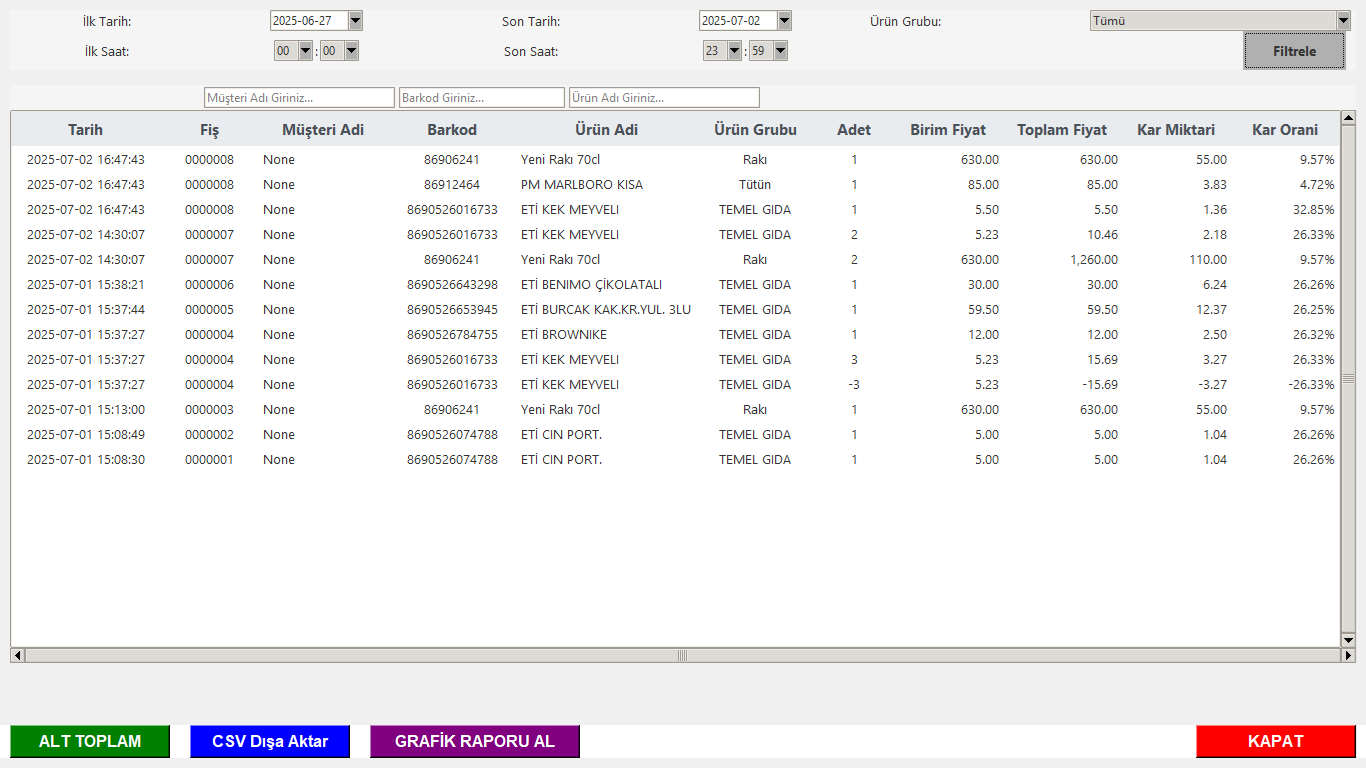 İlk Tarih: 2025-06-27 Son Tarih: 2025-07-02 Ürün Grubu: Tümü
İlk Saat: 00 : 00 Son Saat: 23 : 59 Filtrele
Müşteri Adı Giriniz... Barkod Giriniz... Ürün Adı Giriniz...
Tarih Fiş Müşteri Adi Barkod Ürün Adi Ürün Grubu Adet Birim Fiyat Toplam Fiyat Kar Miktari Kar Orani
2025-07-02 16:47:43 0000008 None 86906241 Yeni Rakı 70cl Rakı 1 630.00 630.00 55.00 9.57%
2025-07-02 16:47:43 0000008 None 86912464 PM MARLBORO KISA Tütün 1 85.00 85.00 3.83 4.72%
2025-07-02 16:47:43 0000008 None 8690526016733 ETİ KEK MEYVELI TEMEL GIDA 1 5.50 5.50 1.36 32.85%
2025-07-02 14:30:07 0000007 None 8690526016733 ETİ KEK MEYVELI TEMEL GIDA 2 5.23 10.46 2.18 26.33%
2025-07-02 14:30:07 0000007 None 86906241 Yeni Rakı 70cl Rakı 2 630.00 1,260.00 110.00 9.57%
2025-07-01 15:38:21 0000006 None 8690526643298 ETİ BENIMO ÇİKOLATALI TEMEL GIDA 1 30.00 30.00 6.24 26.26%
2025-07-01 15:37:44 0000005 None 8690526653945 ETİ BURCAK KAK.KR.YUL. 3LU TEMEL GIDA 1 59.50 59.50 12.37 26.25%
2025-07-01 15:37:27 0000004 None 8690526784755 ETİ BROWNIKE TEMEL GIDA 1 12.00 12.00 2.50 26.32%
2025-07-01 15:37:27 0000004 None 8690526016733 ETİ KEK MEYVELI TEMEL GIDA 3 5.23 15.69 3.27 26.33%
2025-07-01 15:37:27 0000004 None 8690526016733 ETİ KEK MEYVELI TEMEL GIDA -3 5.23 -15.69 -3.27 -26.33%
2025-07-01 15:13:00 0000003 None 86906241 Yeni Rakı 70cl Rakı 1 630.00 630.00 55.00 9.57%
2025-07-01 15:08:49 0000002 None 8690526074788 ETİ CIN PORT. TEMEL GIDA 1 5.00 5.00 1.04 26.26%
2025-07-01 15:08:30 0000001 None 8690526074788 ETİ CIN PORT. TEMEL GIDA 1 5.00 5.00 1.04 26.26%
ALT TOPLAM CSV Dışa Aktar GRAFİK RAPORU AL KAPAT